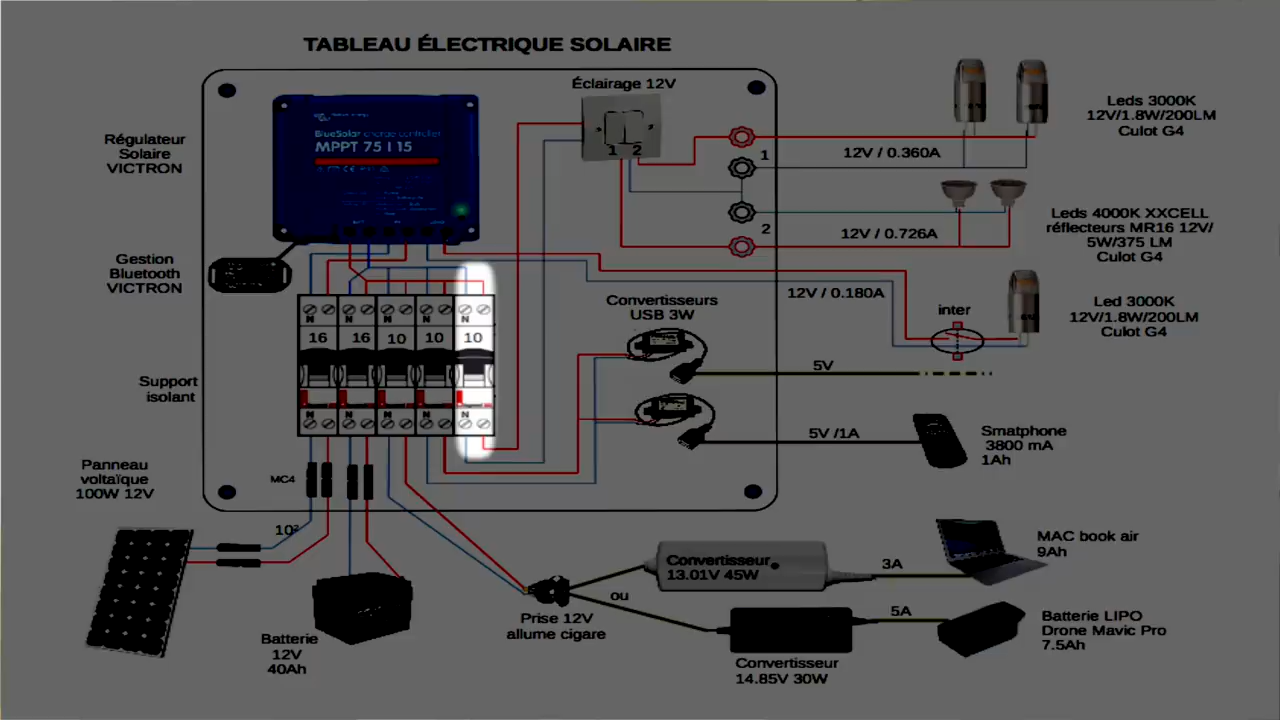 TABLEAU ÉLECTRIQUE SOLAIRE
Éclairage 12V
Régulateur
Solaire
VICTRON
BlueSolar charge controller
MPPT 75 I 15
1 2
1
2
12V / 0.360A
Leds 3000K
12V/1.8W/200LM
Culot G4
12V / 0.726A
Leds 4000K XXCELL
réflecteurs MR16 12V/
5W/375 LM
Culot G4
Gestion
Bluetooth
VICTRON
12V / 0.180A
inter
Led 3000K
12V/1.8W/200LM
Culot G4
Convertisseurs
USB 3W
N N N N N
16 16 10 10 10
N N N N N
Support
isolant
5V
5V /1A
Smatphone
3800 mA
1Ah
Panneau
voltaïque
100W 12V
MC4
10²
Batterie
12V
40Ah
Prise 12V
allume cigare
ou
Convertisseur
13.01V 45W
3A
MAC book air
9Ah
Convertisseur
14.85V 30W
5A
Batterie LIPO
Drone Mavic Pro
7.5Ah